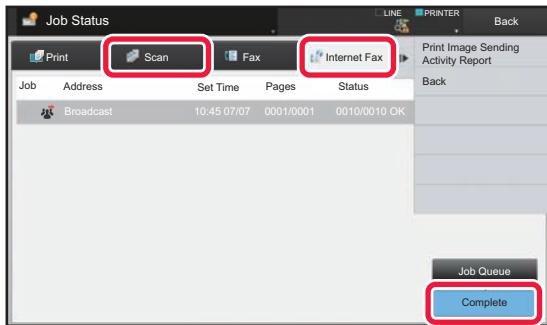 Job Status
LINE
PRINTER
Back
Print
Scan
Fax
Internet Fax
Print Image Sending
Activity Report
Back
Job Address Set Time Pages Status
Broadcast 10:45 07/07 0001/0001 0010/0010 OK
Job Queue
Complete